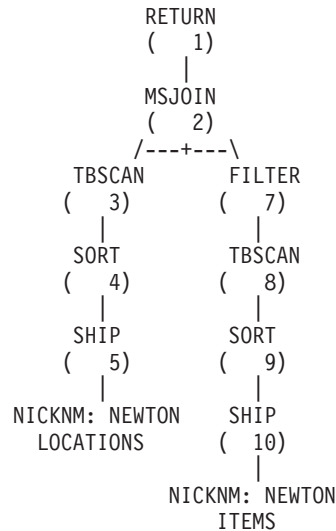 RETURN
( 1)
|
MSJOIN
( 2)
/---+---\
TBSCAN FILTER
( 3) ( 7)
| |
SORT TBSCAN
( 4) ( 8)
| |
SHIP SORT
( 5) ( 9)
| |
NICKNM: NEWTON SHIP
LOCATIONS ( 10)
|
NICKNM: NEWTON
ITEMS